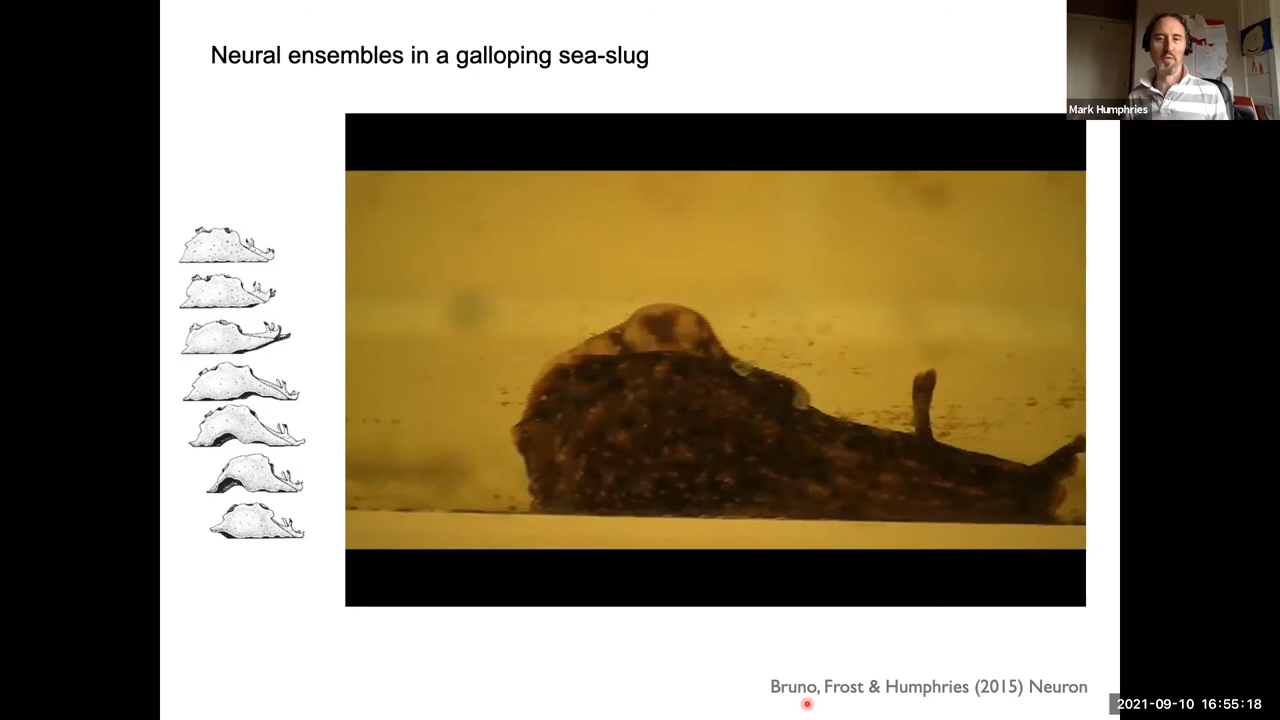 Neural ensembles in a galloping sea-slug
Mark Humphries
Bruno, Frost & Humphries (2015) Neuron
2021-09-10 16:55:18